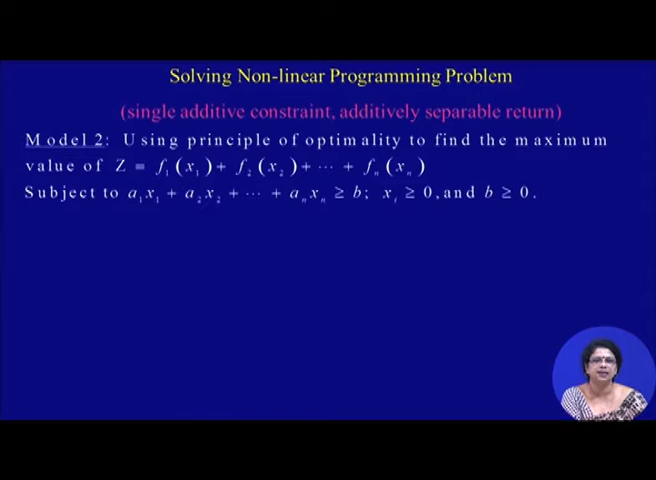 Solving Non-linear Programming Problem
(single additive constraint, additively separable return)
Model 2: Using principle of optimality to find the maximum
value of Z = f₁(x₁) + f₂(x₂) + ··· + fₙ(xₙ)
Subject to a₁x₁ + a₂x₂ + ··· + aₙxₙ ≥ b; xᵢ ≥ 0, and b ≥ 0.